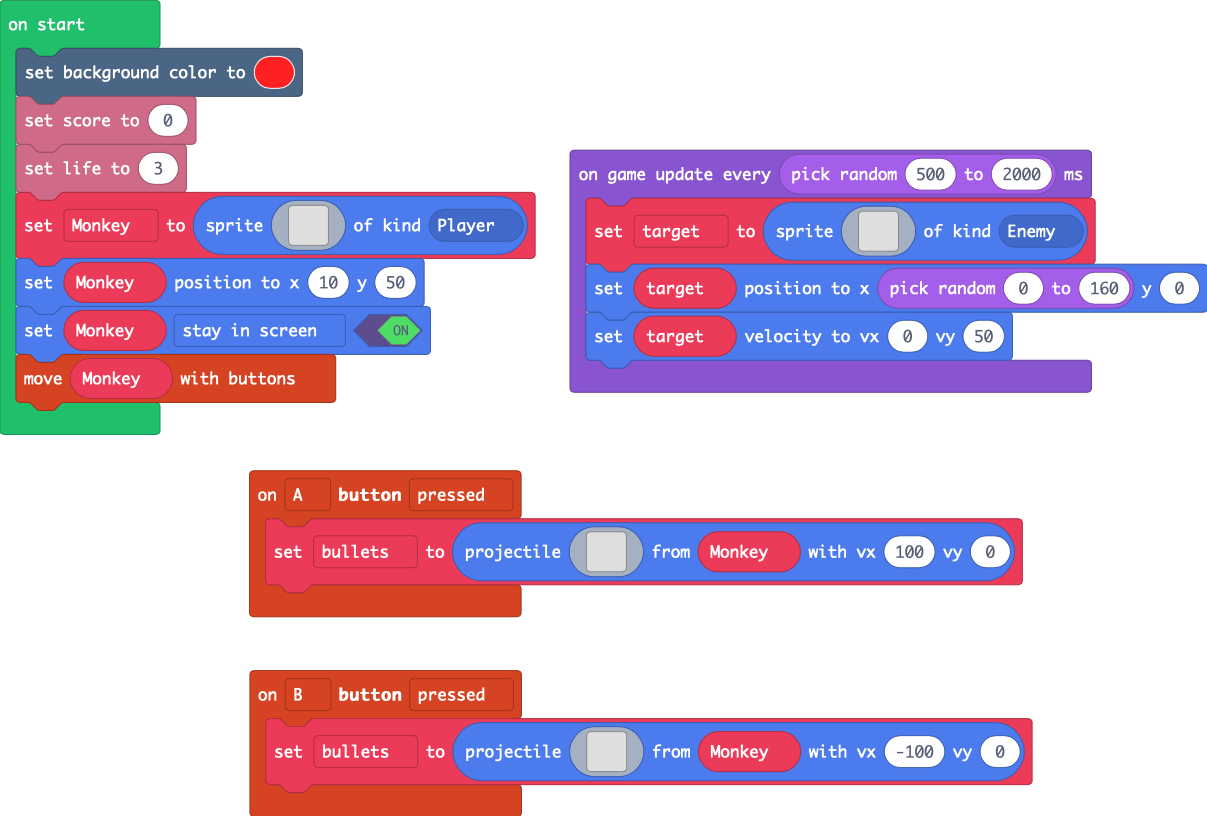 on start
set background color to
set score to 0
set life to 3
set Monkey to sprite of kind Player
set Monkey position to x 10 y 50
set Monkey stay in screen ON
move Monkey with buttons
on game update every pick random 500 to 2000 ms
set target to sprite of kind Enemy
set target position to x pick random 0 to 160 y 0
set target velocity to vx 0 vy 50
on A button pressed
set bullets to projectile from Monkey with vx 100 vy 0
on B button pressed
set bullets to projectile from Monkey with vx -100 vy 0